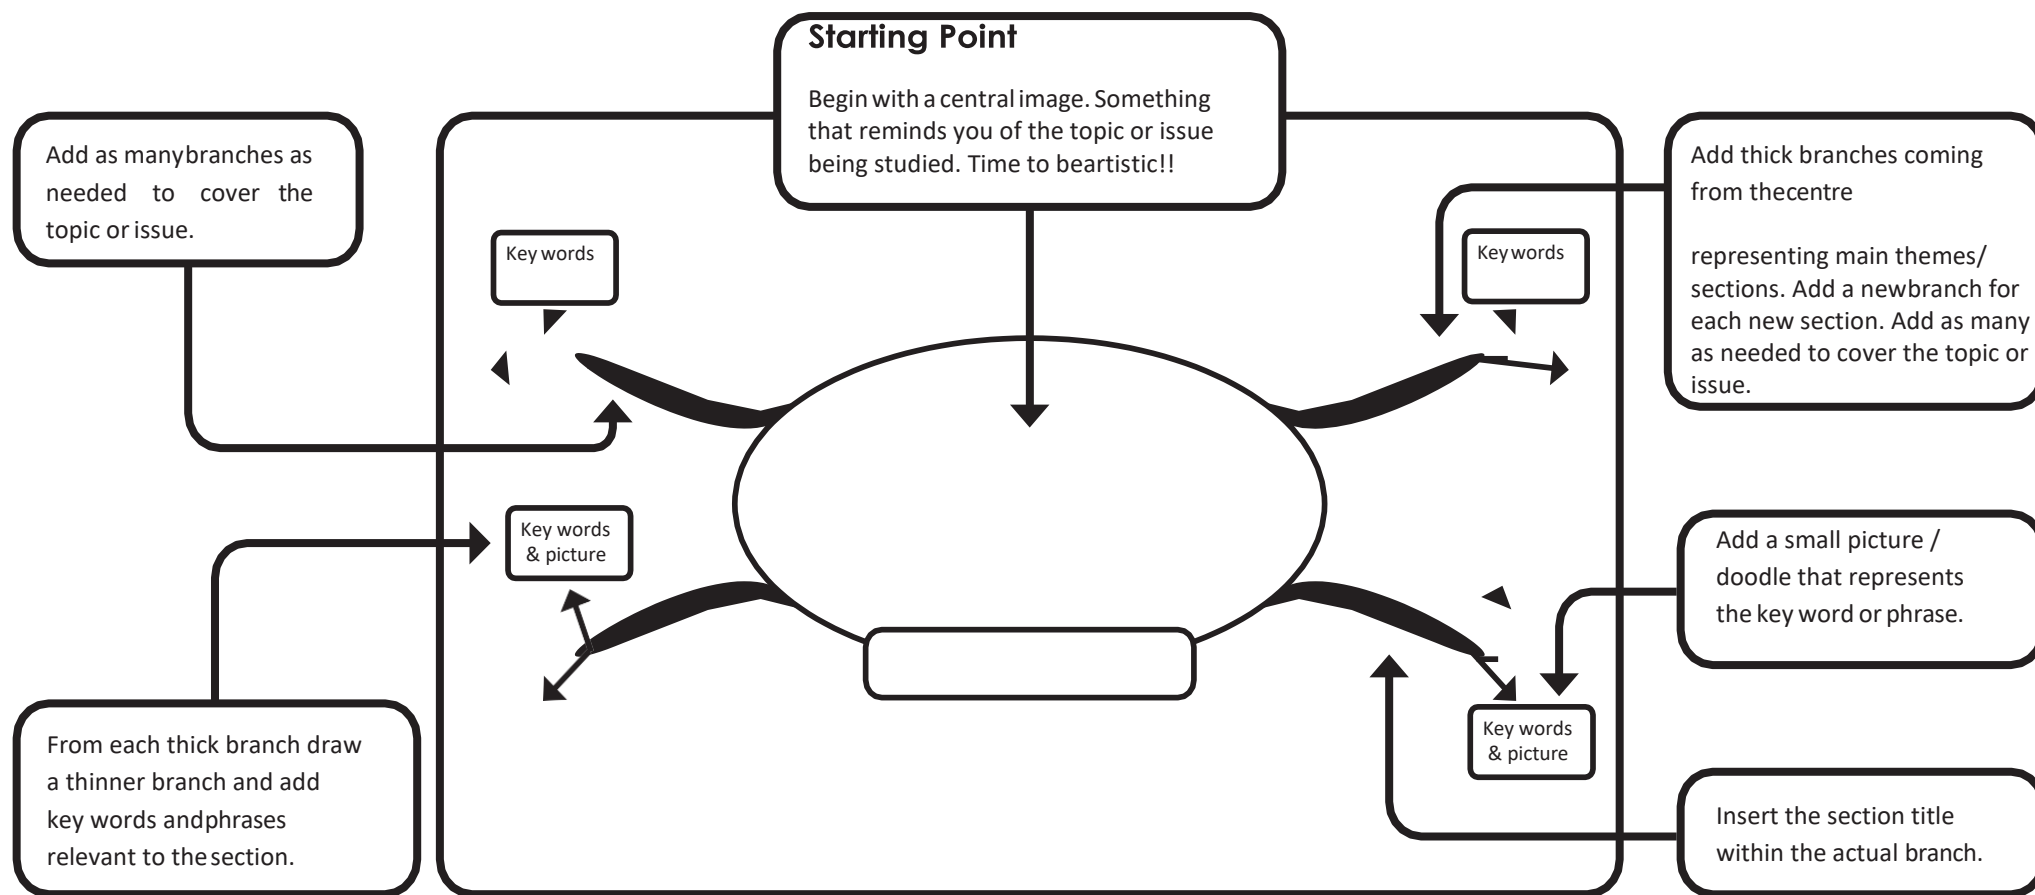 Starting Point
Begin with a central image. Something
that reminds you of the topic or issue
being studied. Time to beartistic!!
Add as manybranches as
needed to cover the
topic or issue.
Key words
Key words
Add thick branches coming
from thecentre
representing main themes/
sections. Add a newbranch for
each new section. Add as many
as needed to cover the topic or
issue.
Key words
& picture
Add a small picture /
doodle that represents
the key word or phrase.
From each thick branch draw
a thinner branch and add
key words andphrases
relevant to the section.
Key words
& picture
Insert the section title
within the actual branch.